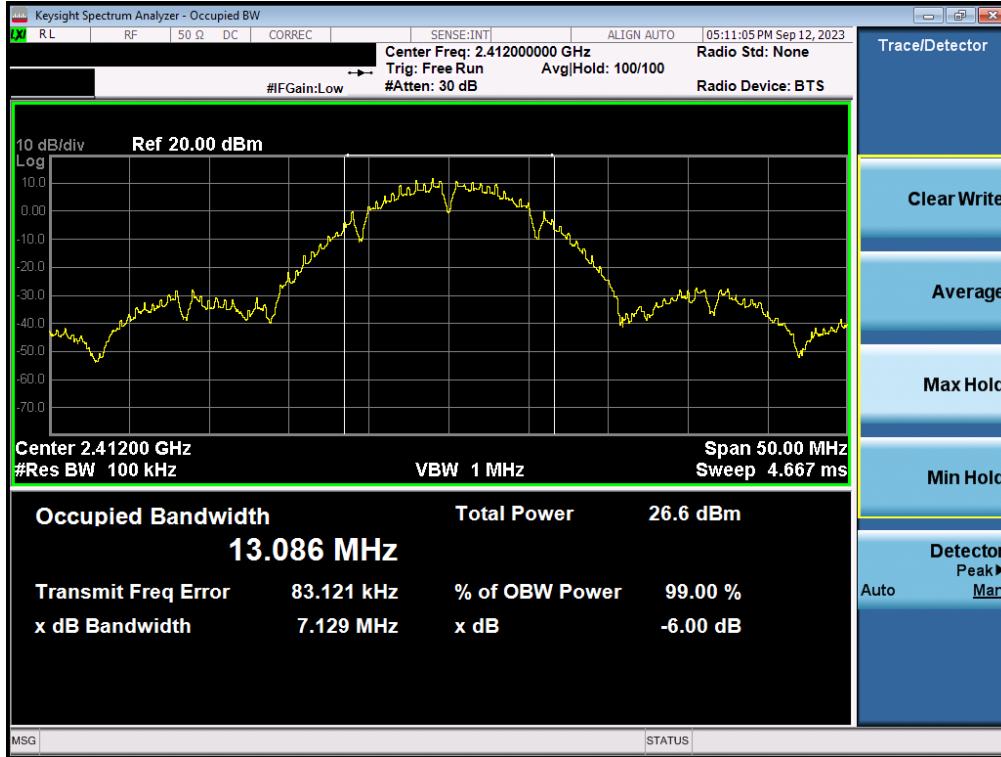 Keysight Spectrum Analyzer - Occupied BW
LXI RL RF 50 Ω DC CORREC SENSE:INT ALIGN AUTO 05:11:05 PM Sep 12, 2023
Center Freq: 2.412000000 GHz Radio Std: None
Trig: Free Run Avg|Hold: 100/100
#IFGain:Low #Atten: 30 dB Radio Device: BTS
Trace/Detector
10 dB/div Ref 20.00 dBm
Log
10.0
0.00
-10.0
-20.0
-30.0
-40.0
-50.0
-60.0
-70.0
Center 2.41200 GHz Span 50.00 MHz
#Res BW 100 kHz VBW 1 MHz Sweep 4.667 ms
Occupied Bandwidth Total Power 26.6 dBm
13.086 MHz
Transmit Freq Error 83.121 kHz % of OBW Power 99.00 %
x dB Bandwidth 7.129 MHz x dB -6.00 dB
Clear Write
Average
Max Hold
Min Hold
Detector
Peak▶
Auto Man
MSG STATUS